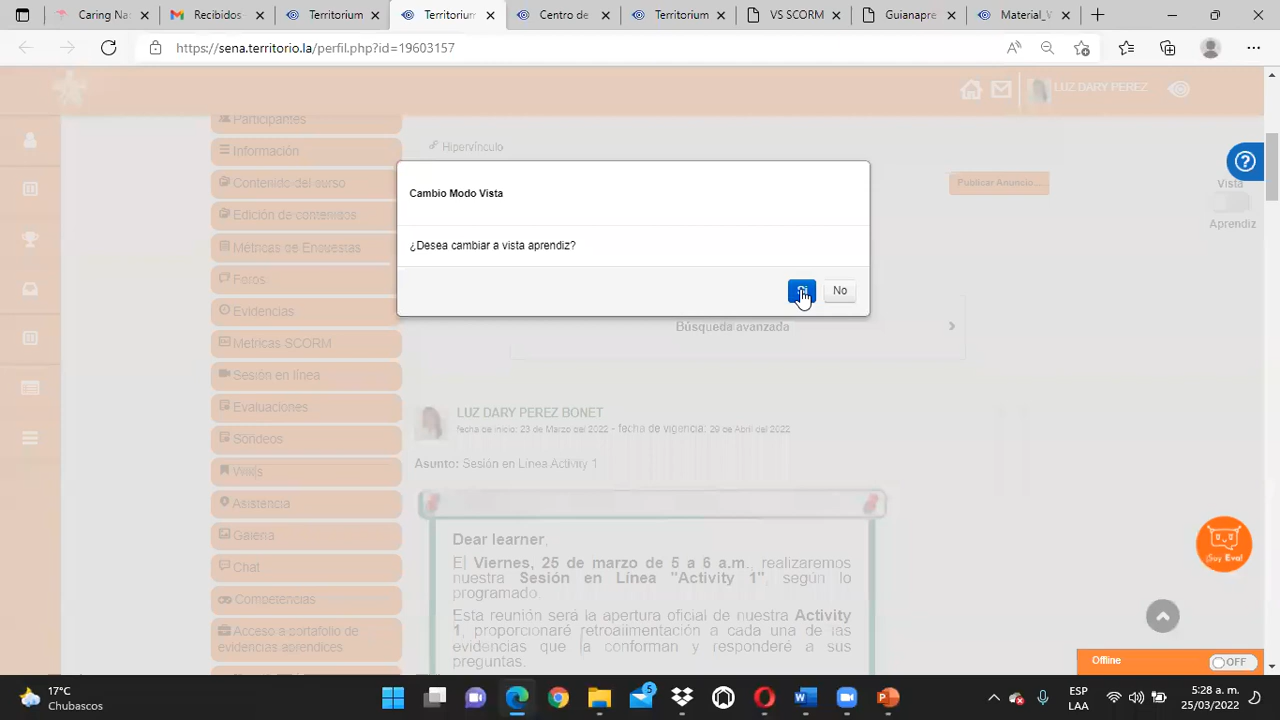 Caring Na
Recibidos
Territorium
Territorium
Centro de
Territorium
VS SCORM
Guianapre
Material_V
https://sena.territorio.la/perfil.php?id=19603157
LUZ DARY PEREZ
Participantes
Información
Contenido del curso
Edición de contenidos
Métricas de Encuestas
Foros
Evidencias
Metricas SCORM
Sesión en línea
Evaluaciones
Sondeos
Wikis
Asistencia
Galeria
Chat
Competencias
Acceso a portafolio de
evidencias aprendices
Hipervínculo
Publicar Anuncio...
Vista
Aprendiz
Cambio Modo Vista
¿Desea cambiar a vista aprendiz?
No
Búsqueda avanzada
LUZ DARY PEREZ BONET
fecha de inicio: 23 de Marzo del 2022 - fecha de vigencia: 29 de Abril del 2022
Asunto: Sesión en Línea Activity 1
Dear learner,
El Viernes, 25 de marzo de 5 a 6 a.m., realizaremos
nuestra Sesión en Línea "Activity 1", según lo
programado.
Esta reunión será la apertura oficial de nuestra Activity
1, proporcionaré retroalimentación a cada una de las
evidencias que la conforman y responderé a sus
preguntas.
¡Soy Eva!
Offline
OFF
17°C
Chubascos
5
ESP
LAA
5:28 a.m.
25/03/2022